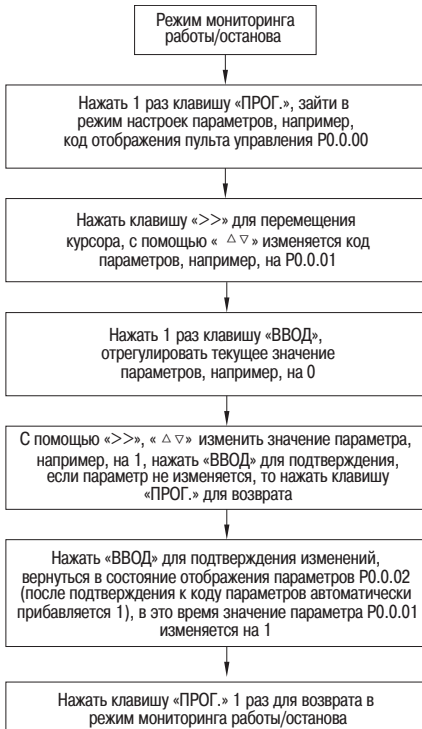 Режим мониторинга
работы/останова
Нажать 1 раз клавишу «ПРОГ.», зайти в
режим настроек параметров, например,
код отображения пульта управления P0.0.00
Нажать клавишу «>>» для перемещения
курсора, с помощью « △ ▽ » изменяется код
параметров, например, на P0.0.01
Нажать 1 раз клавишу «ВВОД»,
отрегулировать текущее значение
параметров, например, на 0
С помощью «>>», « △ ▽» изменить значение параметра,
например, на 1, нажать «ВВОД» для подтверждения,
если параметр не изменяется, то нажать клавишу
«ПРОГ.» для возврата
Нажать «ВВОД» для подтверждения изменений,
вернуться в состояние отображения параметров P0.0.02
(после подтверждения к коду параметров автоматически
прибавляется 1), в это время значение параметра P0.0.01
изменяется на 1
Нажать клавишу «ПРОГ.» 1 раз для возврата в
режим мониторинга работы/останова